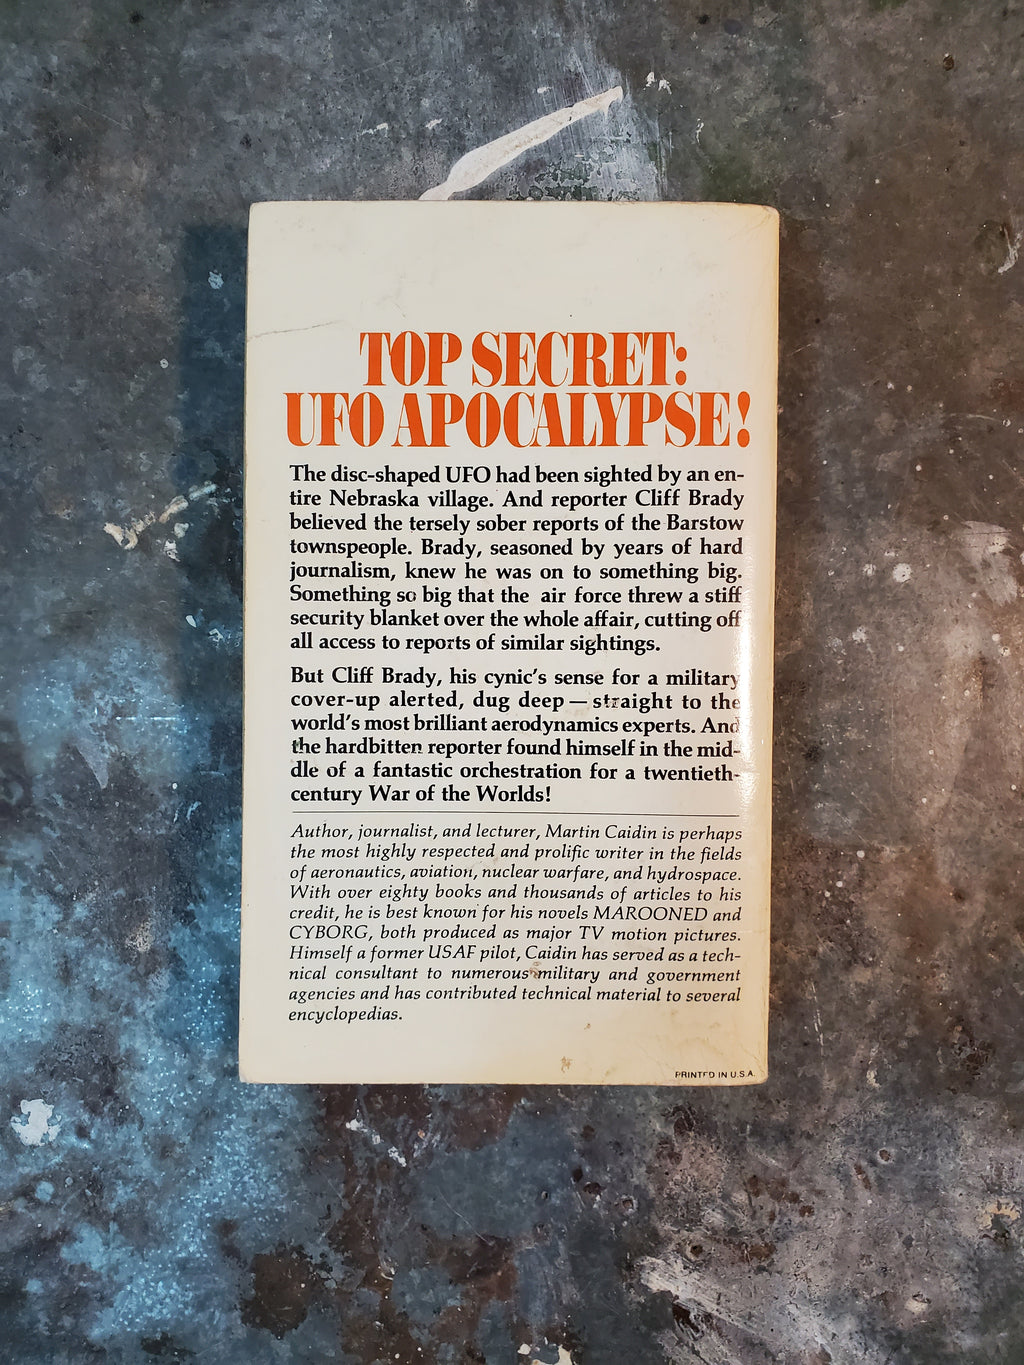 TOP SECRET:
UFO APOCALYPSE!
The disc-shaped UFO had been sighted by an en-
tire Nebraska village. And reporter Cliff Brady
believed the tersely sober reports of the Barstow
townspeople. Brady, seasoned by years of hard
journalism, knew he was on to something big.
Something so big that the air force threw a stiff
security blanket over the whole affair, cutting off
all access to reports of similar sightings.
But Cliff Brady, his cynic's sense for a military
cover-up alerted, dug deep — straight to the
world's most brilliant aerodynamics experts. And
the hardbitten reporter found himself in the mid-
dle of a fantastic orchestration for a twentieth-
century War of the Worlds!
Author, journalist, and lecturer, Martin Caidin is perhaps
the most highly respected and prolific writer in the fields
of aeronautics, aviation, nuclear warfare, and hydrospace.
With over eighty books and thousands of articles to his
credit, he is best known for his novels MAROONED and
CYBORG, both produced as major TV motion pictures.
Himself a former USAF pilot, Caidin has served as a tech-
nical consultant to numerous military and government
agencies and has contributed technical material to several
encyclopedias.
PRINTED IN U.S.A.